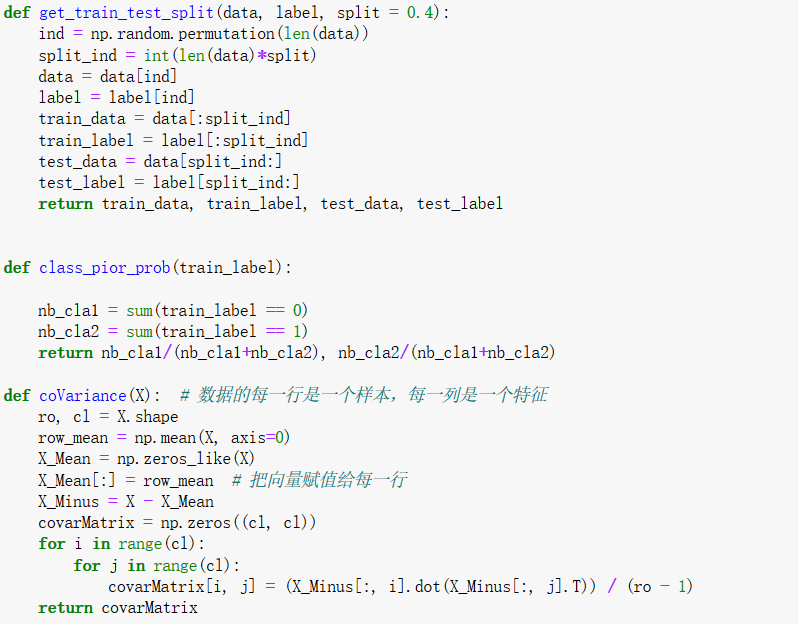 def get_train_test_split(data, label, split = 0.4):
    ind = np.random.permutation(len(data))
    split_ind = int(len(data)*split)
    data = data[ind]
    label = label[ind]
    train_data = data[:split_ind]
    train_label = label[:split_ind]
    test_data = data[split_ind:]
    test_label = label[split_ind:]
    return train_data, train_label, test_data, test_label
def class_pior_prob(train_label):
    nb_cla1 = sum(train_label == 0)
    nb_cla2 = sum(train_label == 1)
    return nb_cla1/(nb_cla1+nb_cla2), nb_cla2/(nb_cla1+nb_cla2)
def coVariance(X):  # 数据的每一行是一个样本，每一列是一个特征
    ro, cl = X.shape
    row_mean = np.mean(X, axis=0)
    X_Mean = np.zeros_like(X)
    X_Mean[:] = row_mean  # 把向量赋值给每一行
    X_Minus = X - X_Mean
    covarMatrix = np.zeros((cl, cl))
    for i in range(cl):
        for j in range(cl):
            covarMatrix[i, j] = (X_Minus[:, i].dot(X_Minus[:, j].T)) / (ro - 1)
    return covarMatrix